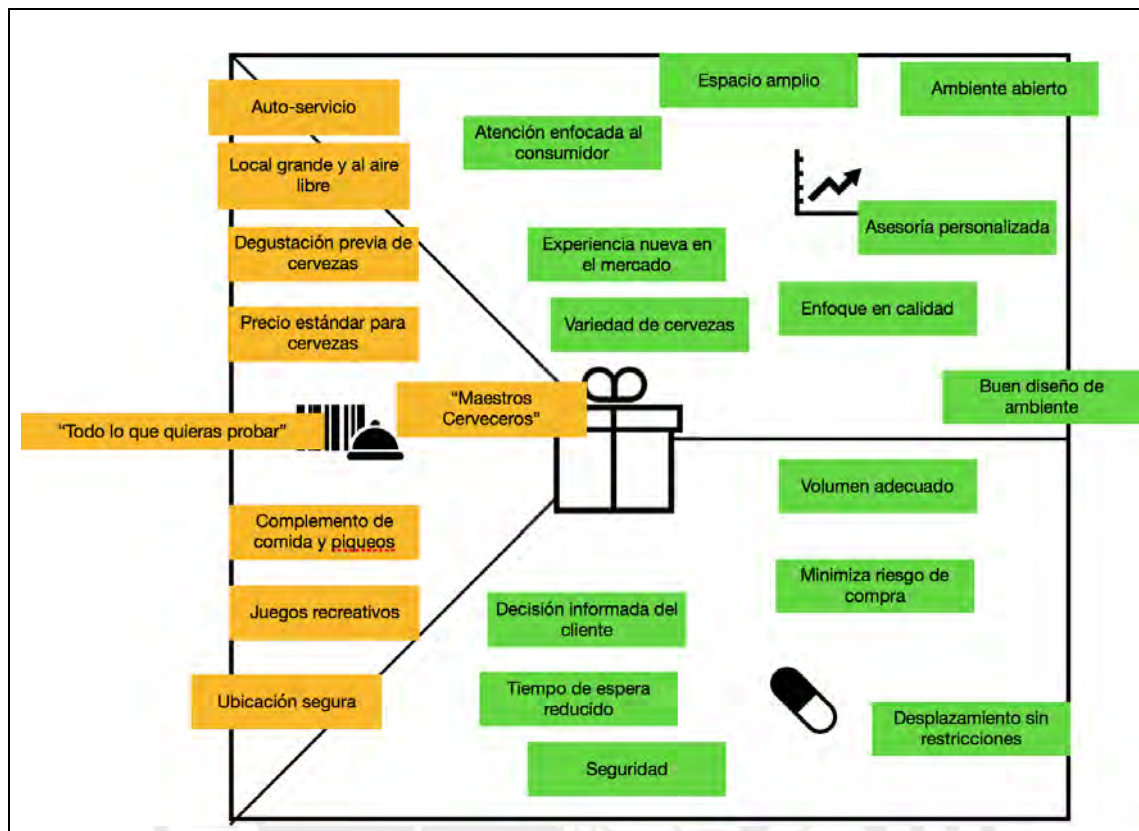 Auto-servicio
Local grande y al aire
libre
Degustación previa de
cervezas
Precio estándar para
cervezas
“Maestros
Cerveceros”
“Todo lo que quieras probar”
Complemento de
comida y piqueos
Juegos recreativos
Ubicación segura
Espacio amplio
Ambiente abierto
Atención enfocada al
consumidor
Asesoría personalizada
Experiencia nueva en
el mercado
Enfoque en calidad
Variedad de cervezas
Buen diseño de
ambiente
Volumen adecuado
Minimiza riesgo de
compra
Decisión informada del
cliente
Tiempo de espera
reducido
Desplazamiento sin
restricciones
Seguridad